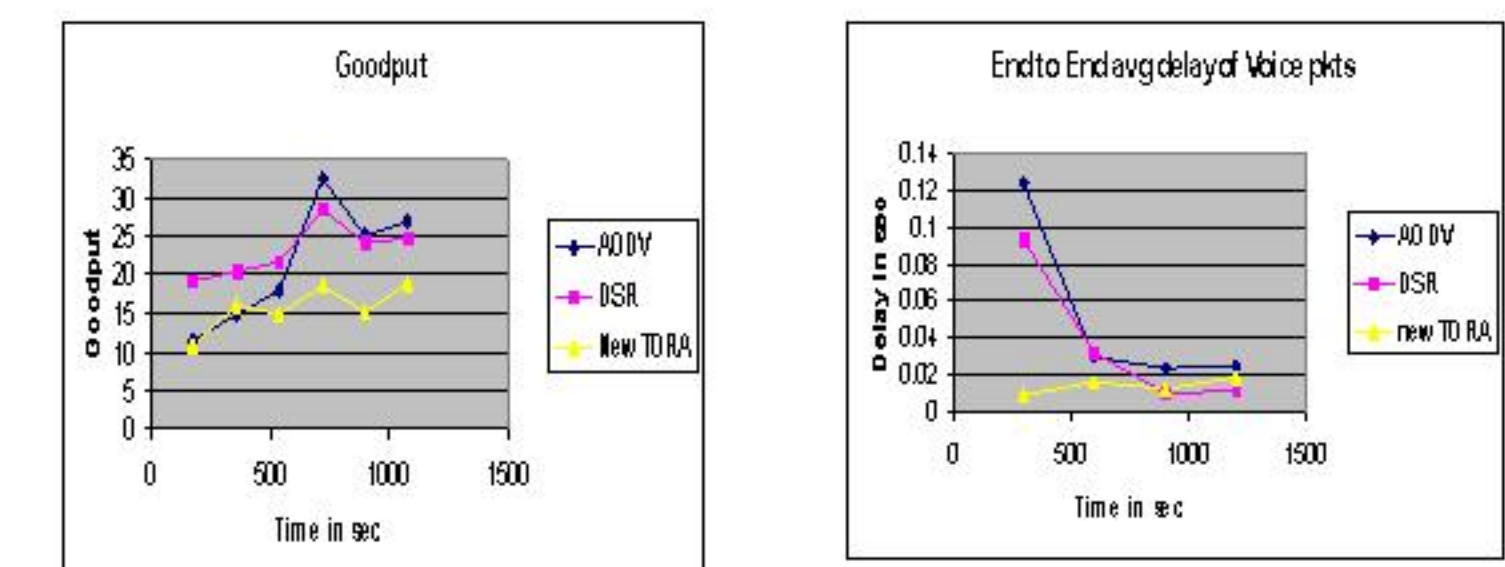 Goodput
35
30
25
20
15
10
5
0
Goodput
0 500 1000 1500
Time in sec
AODV
DSR
New TORA
End to End avg delay of Voice pkts
0.14
0.12
0.1
0.08
0.06
0.04
0.02
0
Delay in sec
0 500 1000 1500
Time in sec
AODV
DSR
new TORA